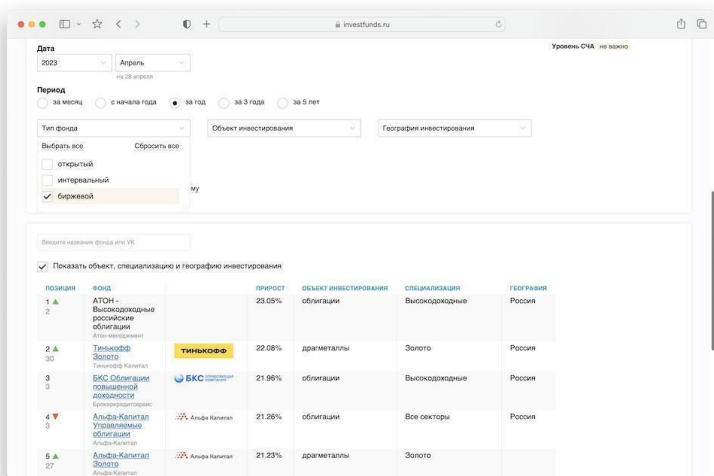 investfunds.ru
Дата
Уровень СЧА не важно
2023
Апрель
на 28 апреля
Период
за месяц
с начала года
за год
за 3 года
за 5 лет
Тип фонда
Объект инвестирования
География инвестирования
Выбрать все
Сбросить все
открытый
интервальный
му
биржевой
Введите название фонда или УК
Показать объект, специализацию и географию инвестирования
ПОЗИЦИЯ ФОНД ПРИРОСТ ОБЪЕКТ ИНВЕСТИРОВАНИЯ СПЕЦИАЛИЗАЦИЯ ГЕОГРАФИЯ
1 АТОН - 23.05% облигации Высокодоходные Россия
2 Высокодоходные
российские
облигации
Атон-менеджмент
2 Тинькофф ТИНЬКОФФ 22.08% драгметаллы Золото Россия
30 Золото
Тинькофф Капитал
3 БКС Облигации БКС УПРАВЛЯЮЩАЯ КОМПАНИЯ 21.96% облигации Высокодоходные Россия
3 повышенной
доходности
Брокеркредитсервис
4 Альфа-Капитал Альфа Капитал 21.26% облигации Все секторы Россия
3 Управляемые
облигации
Альфа-Капитал
5 Альфа-Капитал Альфа Капитал 21.23% драгметаллы Золото
27 Золото
Альфа-Капитал